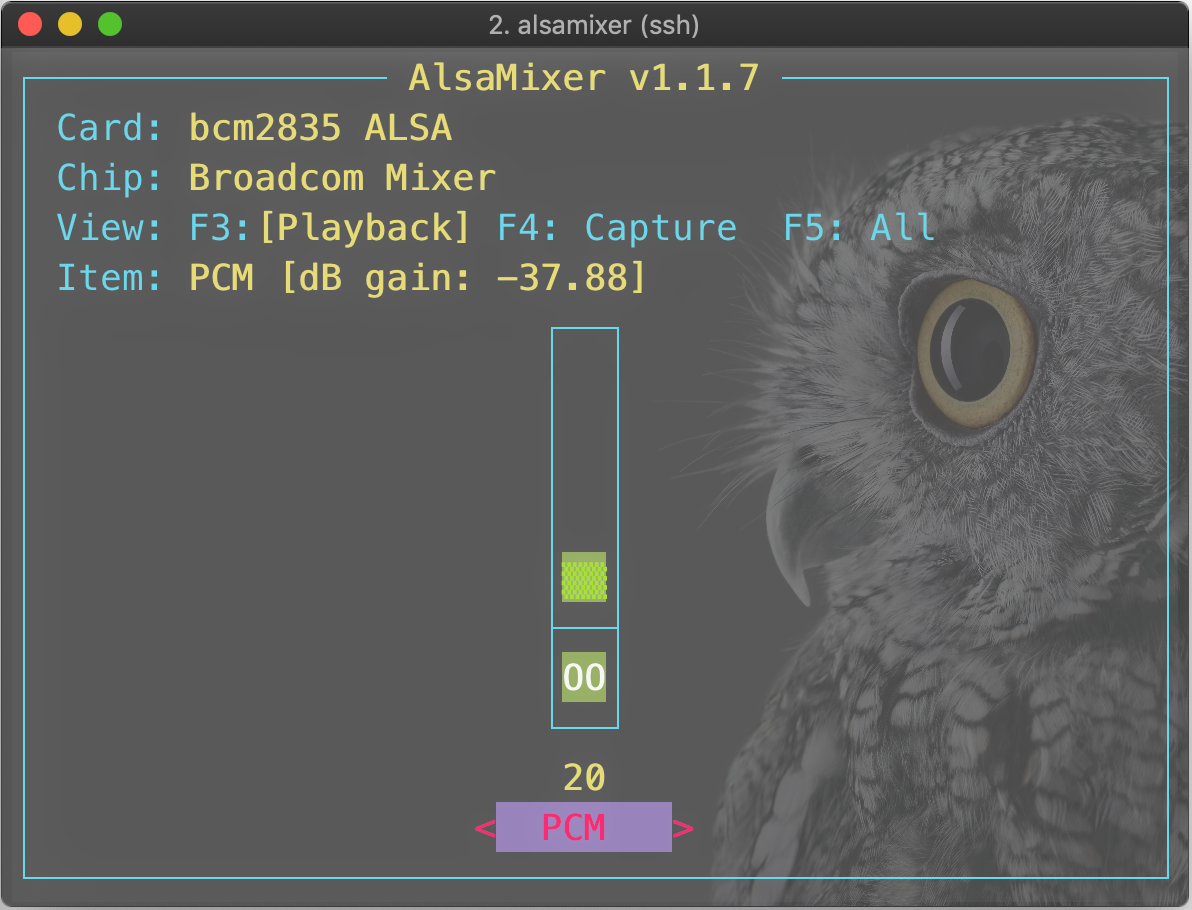 2. alsamixer (ssh)
AlsaMixer v1.1.7
Card: bcm2835 ALSA
Chip: Broadcom Mixer
View: F3:[Playback] F4: Capture  F5: All
Item: PCM [dB gain: -37.88]
OO
20
< PCM >